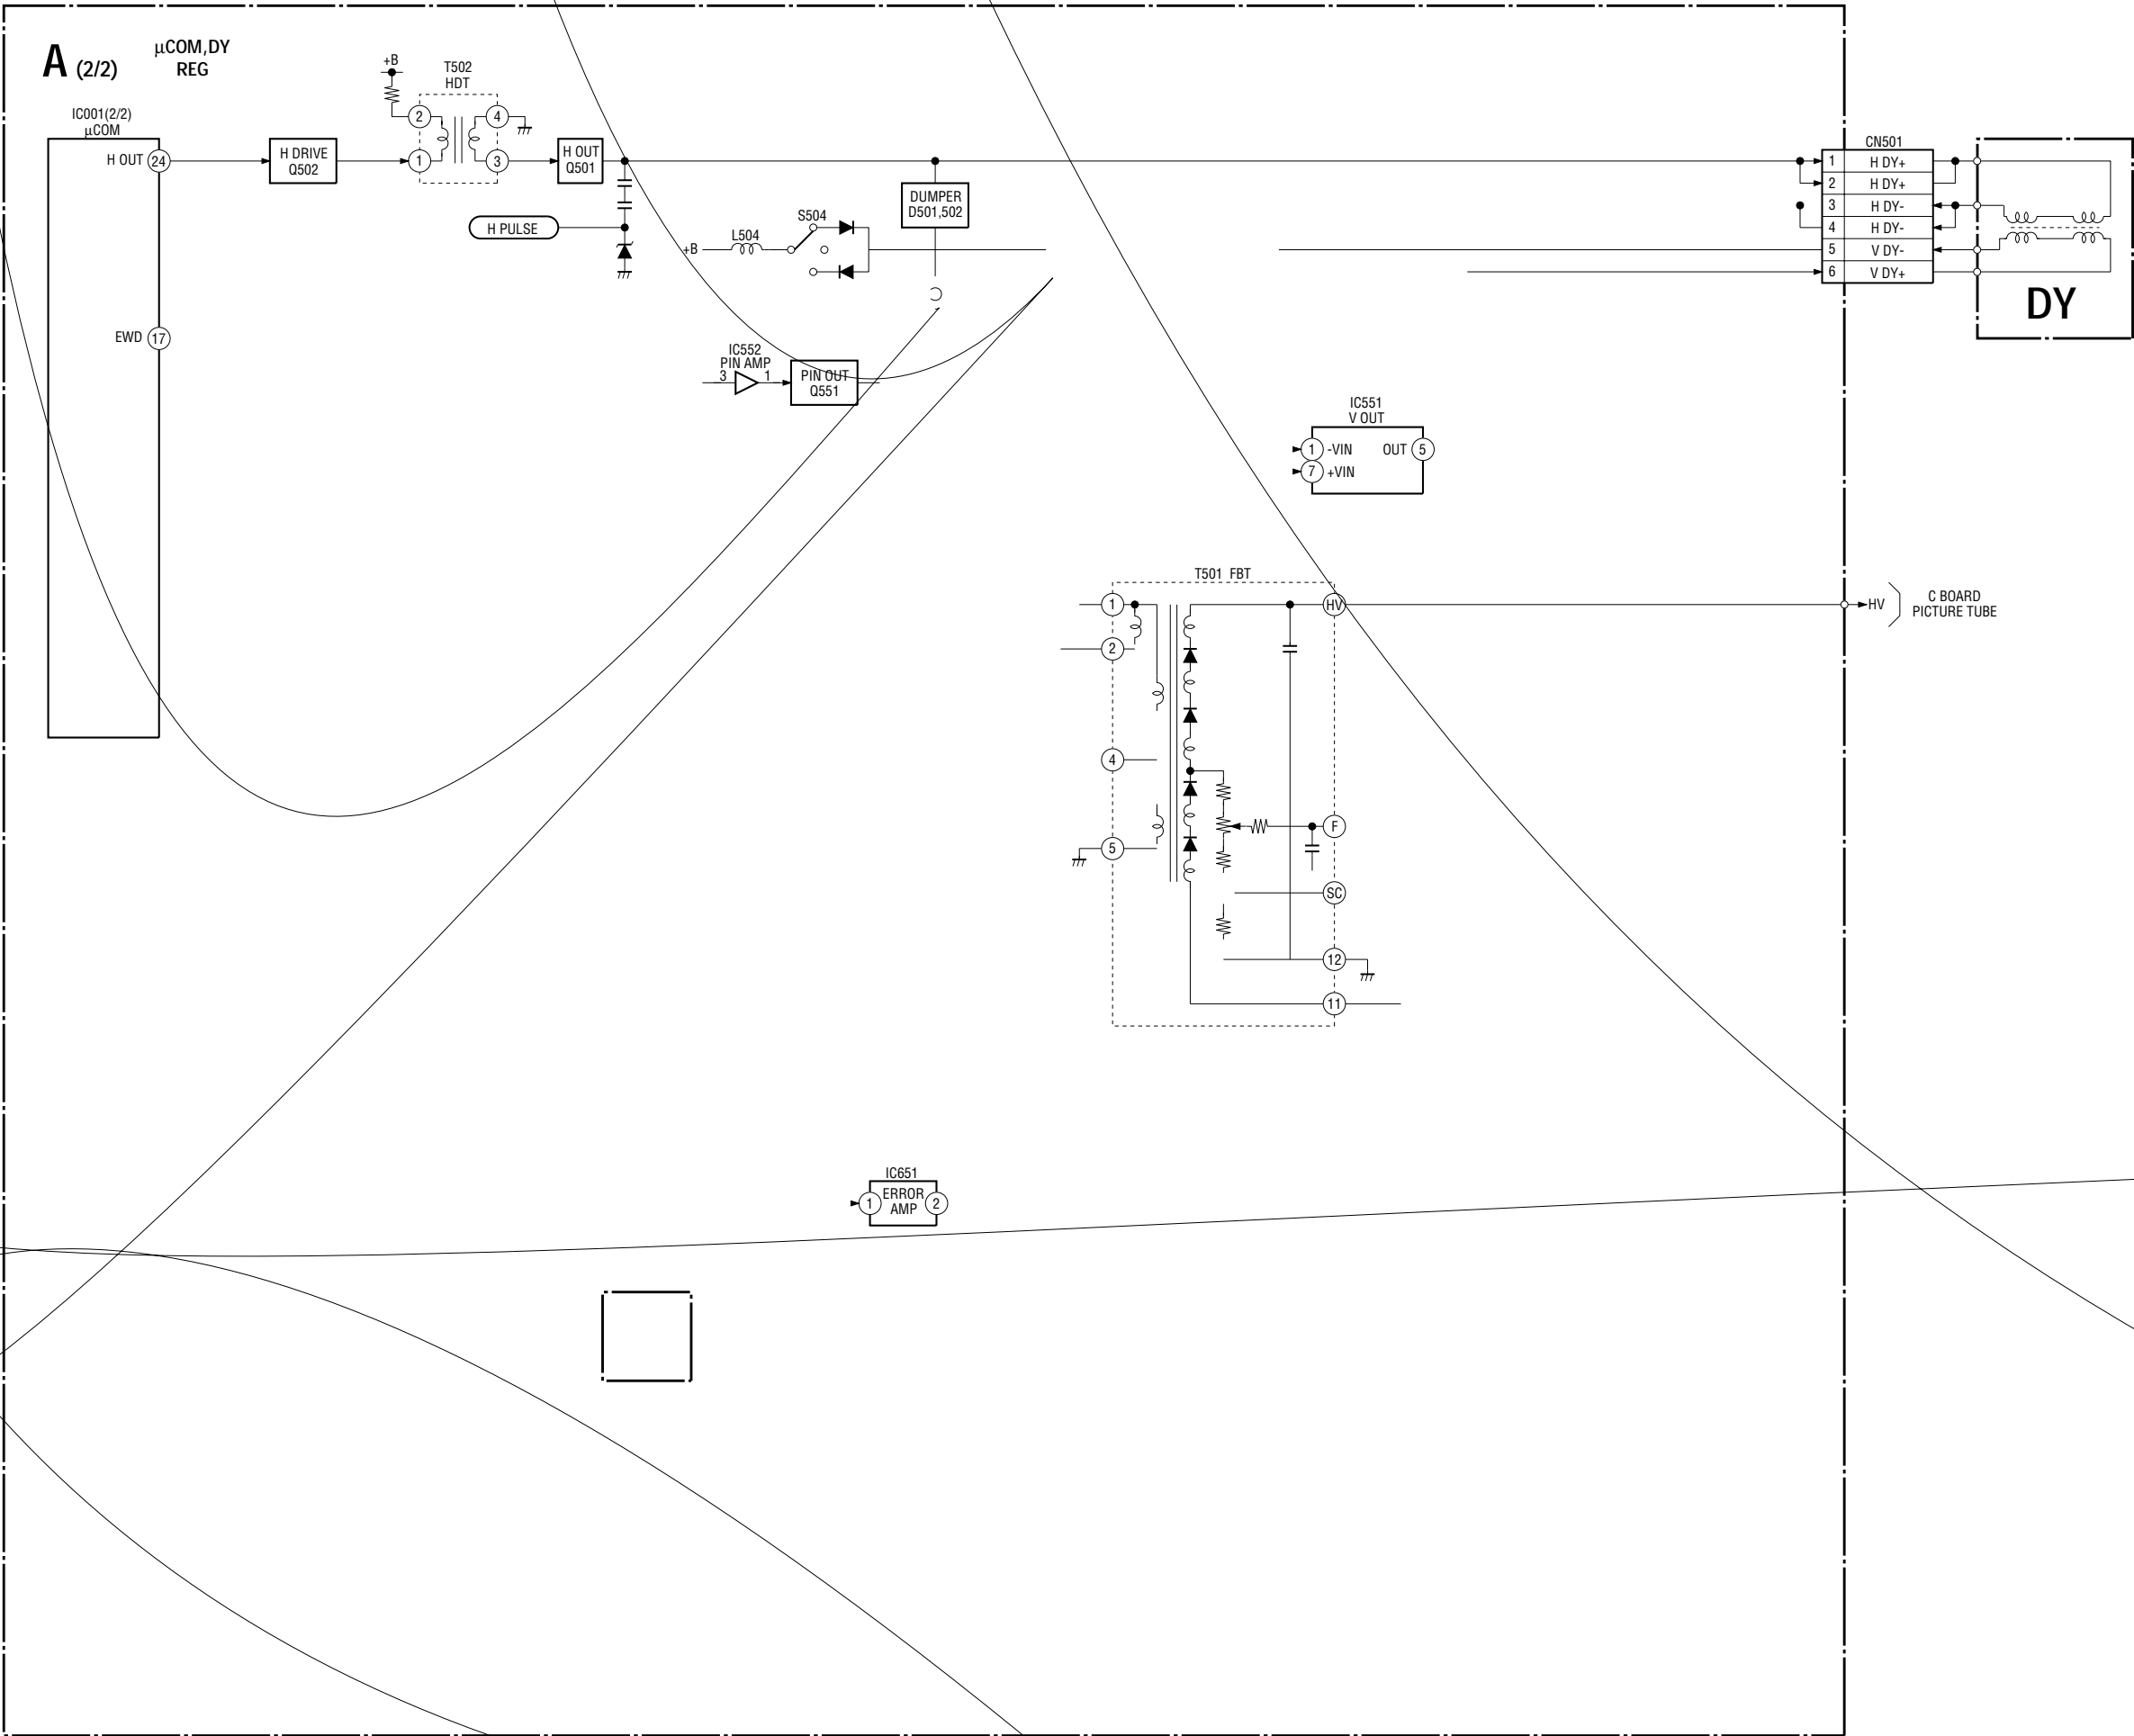 A (2/2)
μCOM,DY
REG
IC001(2/2)
μCOM
H OUT 24
EWD 17
H DRIVE
Q502
+B
T502
HDT
2 4
1 3
H OUT
Q501
H PULSE
+B
L504
S504
DUMPER
D501,502
IC552
PIN AMP
3 1
PIN OUT
Q551
CN501
1 H DY+
2 H DY+
3 H DY-
4 H DY-
5 V DY-
6 V DY+
DY
IC551
V OUT
1 -VIN OUT 5
7 +VIN
T501 FBT
1
2
4
5
HV
F
SC
12
11
HV
C BOARD
PICTURE TUBE
IC651
1 ERROR 2
AMP